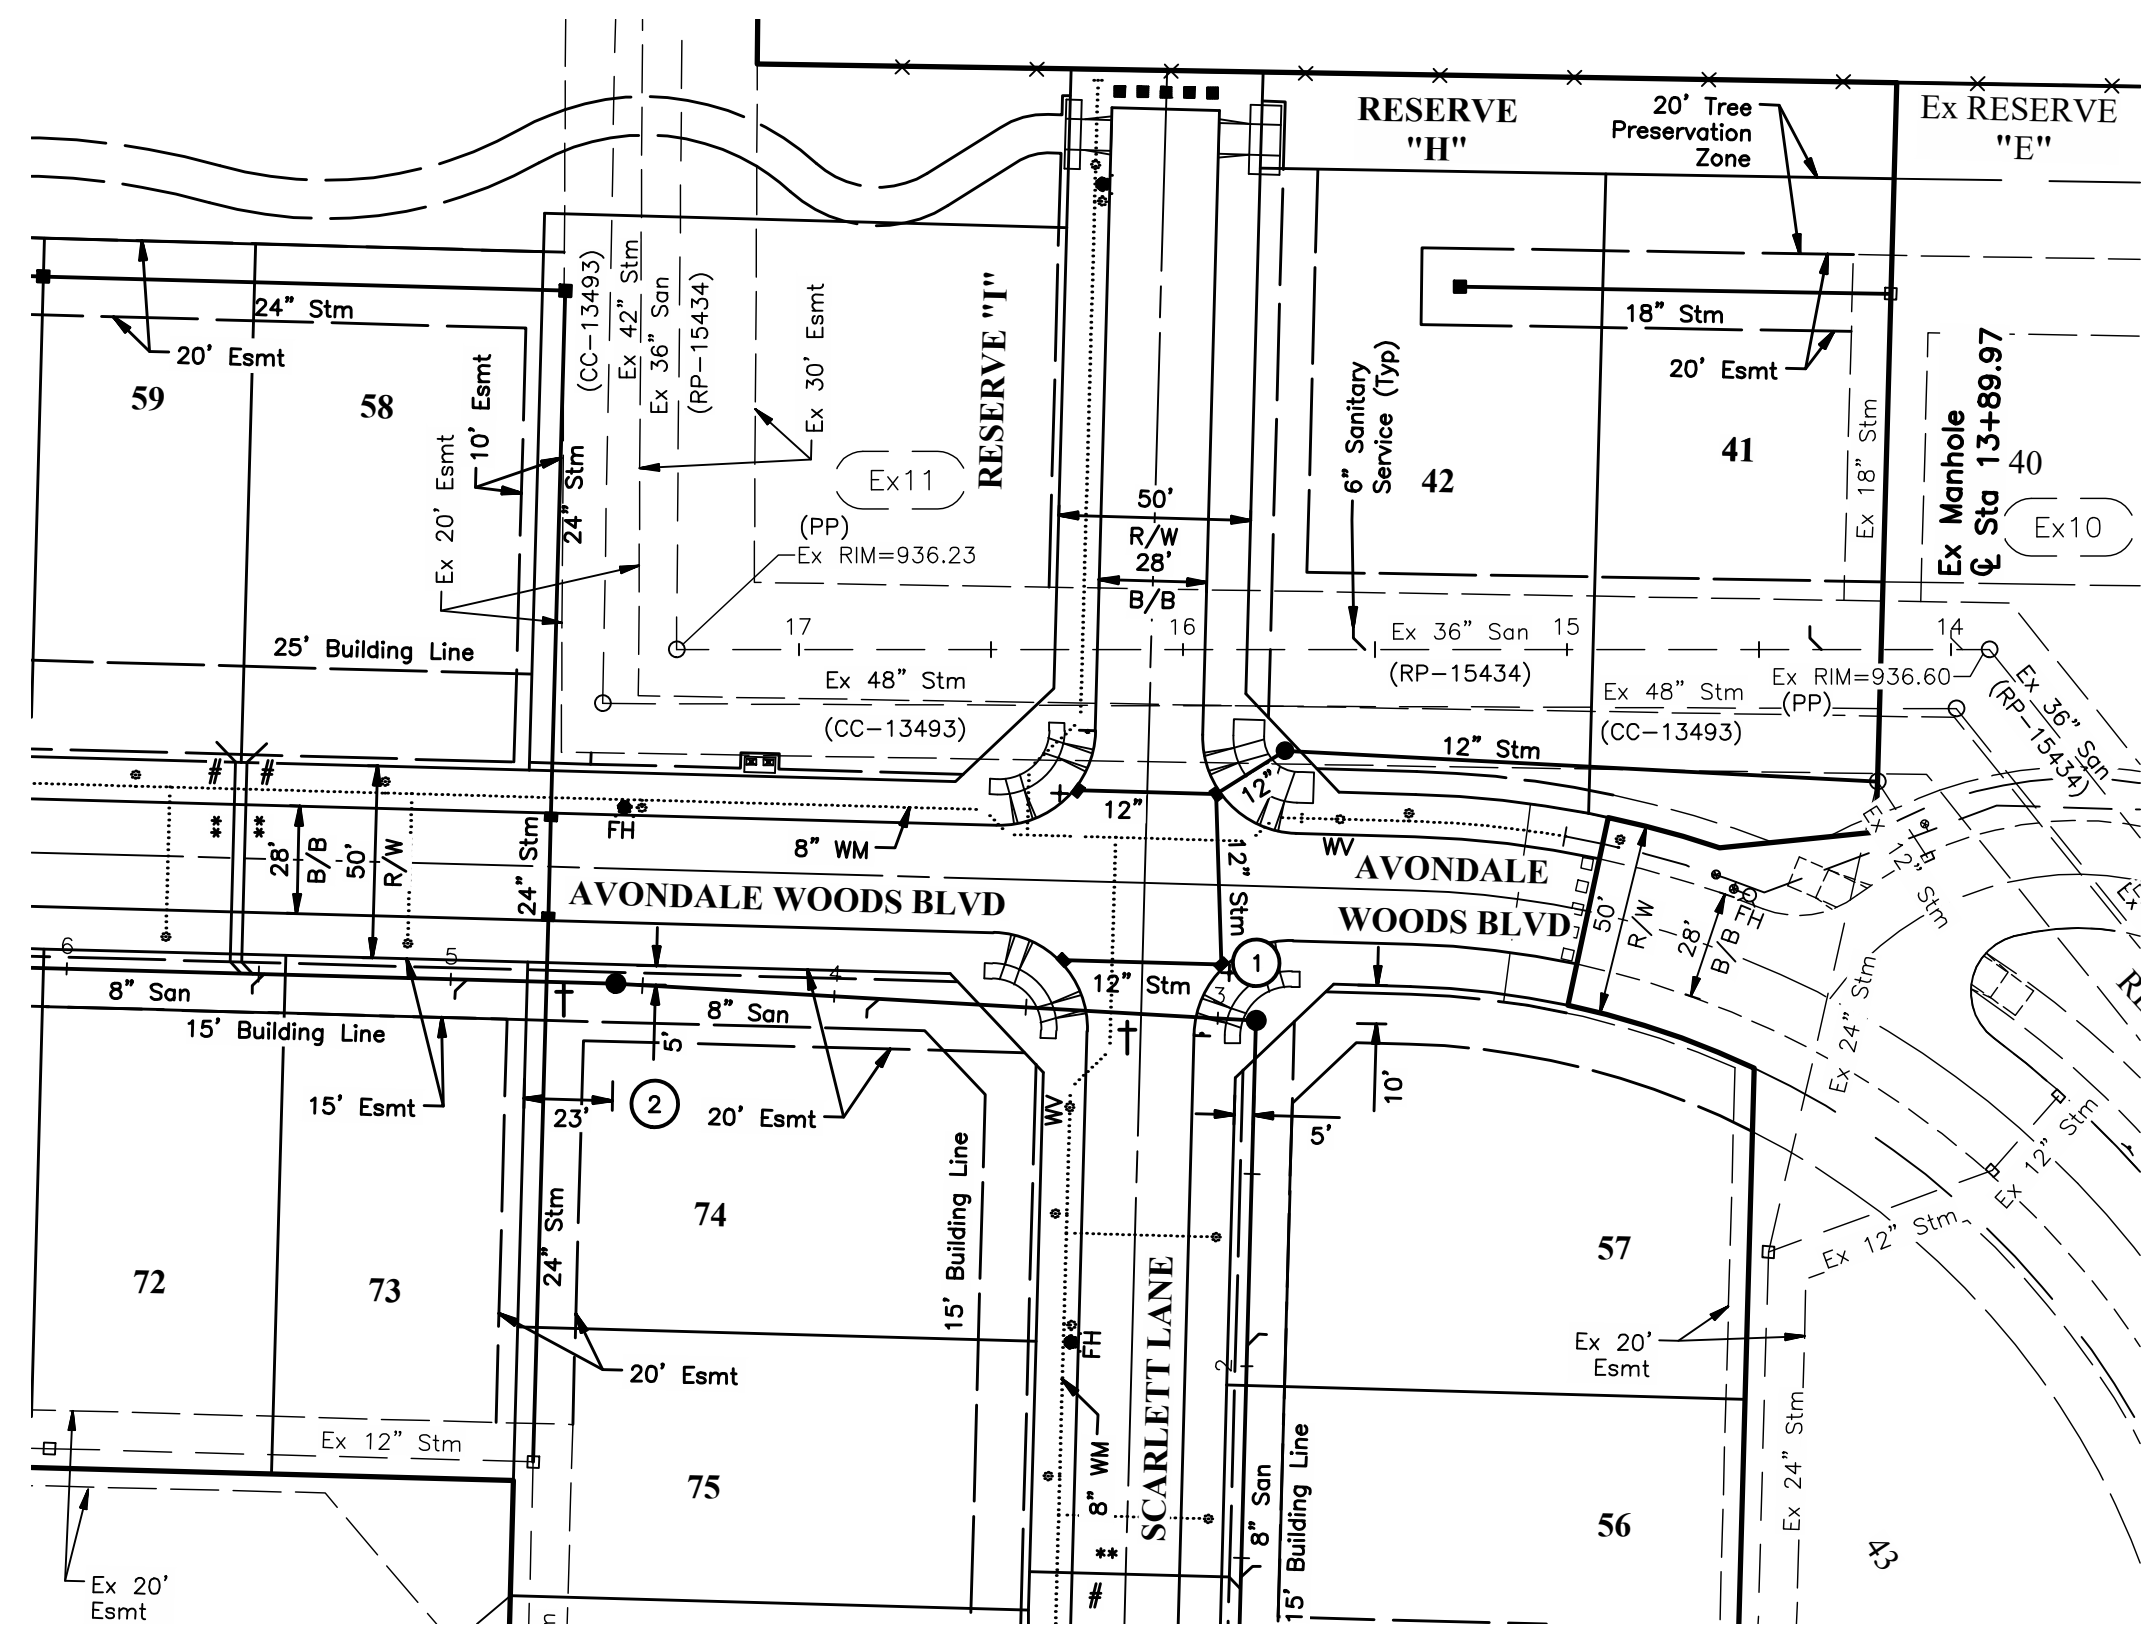 RESERVE
"H"
20' Tree
Preservation
Zone
Ex RESERVE
"E"
24" Stm
20' Esmt
59
58
10' Esmt
Ex 20' Esmt
24" Stm
(CC-13493)
Ex 42" Stm
Ex 36" San
(RP-15434)
Ex 30' Esmt
RESERVE "I"
Ex11
(PP)
Ex RIM=936.23
50'
R/W
28'
B/B
6" Sanitary
Service (Typ)
42
18" Stm
20' Esmt
41
Ex 18" Stm
Ex Manhole
℄ Sta 13+89.97
40
Ex10
25' Building Line
17
16
15
14
Ex 36" San
(RP-15434)
Ex 48" Stm
(CC-13493)
Ex 48" Stm
(CC-13493)
Ex RIM=936.60
(PP)
Ex 36" San
(RP-15434)
12" Stm
12"
12"
#
#
**
**
28'
B/B
50'
R/W
24" Stm
FH
8" WM
WV
12" Stm
AVONDALE WOODS BLVD
AVONDALE
WOODS BLVD
50'
R/W
28'
B/B
FH
Ex 12" Stm
Ex 24" Stm
Ex
6
5
4
3
1
8" San
8" San
12" Stm
15' Building Line
5'
15' Esmt
23'
2
20' Esmt
WV
5'
10'
Ex 12" Stm
Ex 12" Stm
72
73
24" Stm
74
15' Building Line
57
FH
2
SCARLETT LANE
Ex 20'
Esmt
20' Esmt
Ex 12" Stm
75
8" WM
8" San
15' Building Line
56
Ex 24" Stm
43
**
#
Ex 20'
Esmt